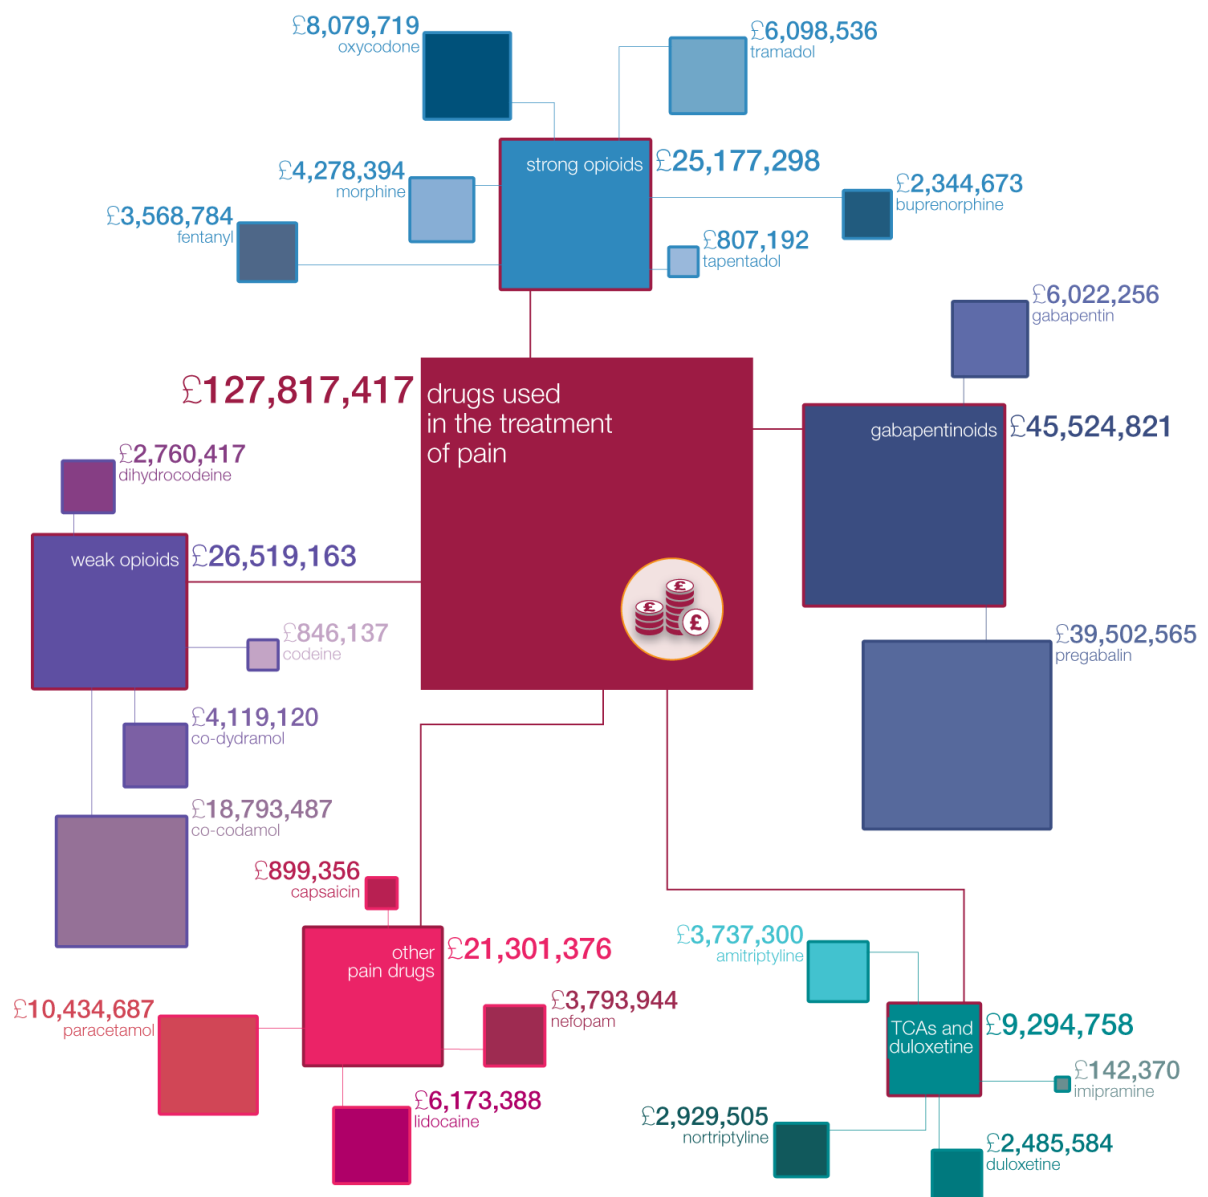 £8,079,719
oxycodone
£6,098,536
tramadol
strong opioids
£25,177,298
£4,278,394
morphine
£2,344,673
buprenorphine
£3,568,784
fentanyl
£807,192
tapentadol
£6,022,256
gabapentin
£127,817,417
drugs used
in the treatment
of pain
gabapentinoids
£45,524,821
£2,760,417
dihydrocodeine
weak opioids
£26,519,163
£
£
£
£846,137
codeine
£39,502,565
pregabalin
£4,119,120
co-dydramol
£18,793,487
co-codamol
£899,356
capsaicin
other
pain drugs
£21,301,376
£3,737,300
amitriptyline
£10,434,687
paracetamol
£3,793,944
nefopam
TCAs and
duloxetine
£9,294,758
£142,370
imipramine
£6,173,388
lidocaine
£2,929,505
nortriptyline
£2,485,584
duloxetine